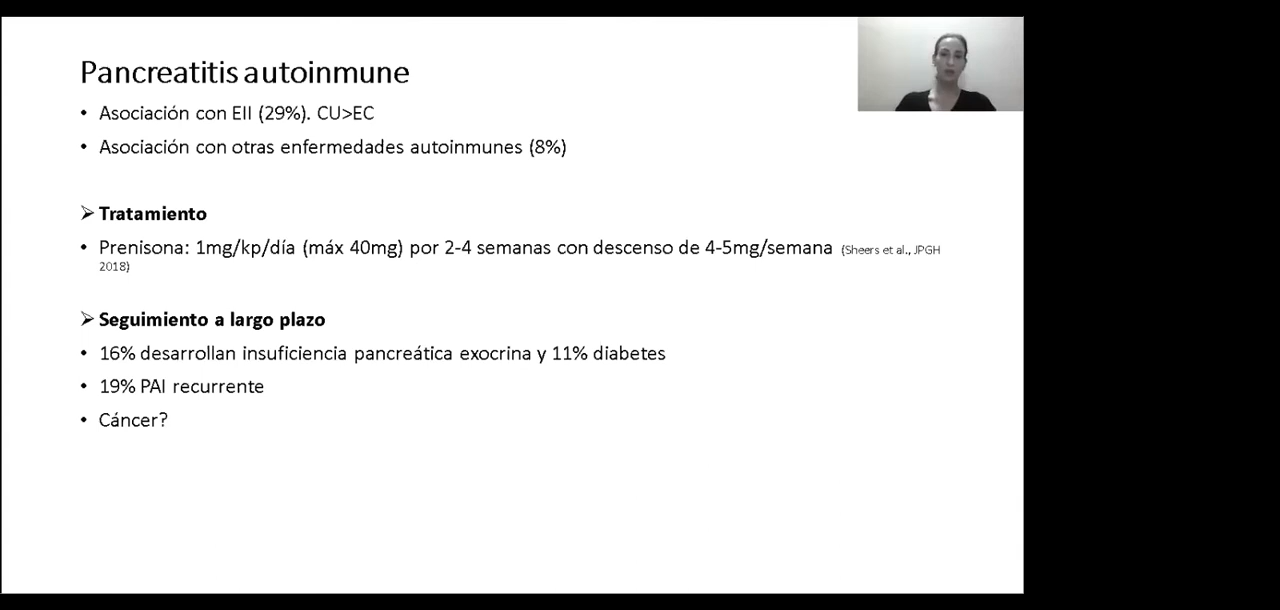 Pancreatitis autoinmune
• Asociación con EII (29%). CU>EC
• Asociación con otras enfermedades autoinmunes (8%)
➢ Tratamiento
• Prenisona: 1mg/kp/día (máx 40mg) por 2-4 semanas con descenso de 4-5mg/semana (Sheers et al., JPGH
2018)
➢ Seguimiento a largo plazo
• 16% desarrollan insuficiencia pancreática exocrina y 11% diabetes
• 19% PAI recurrente
• Cáncer?